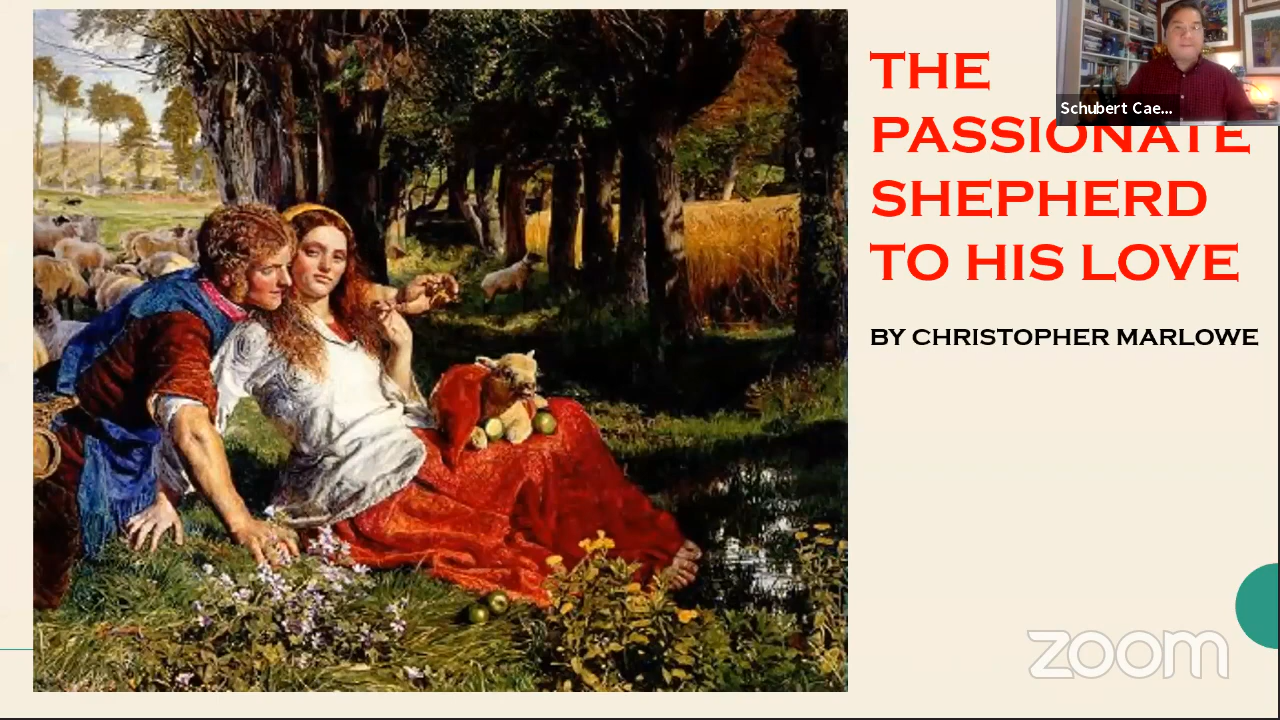 THE
PASSIONATE
SHEPHERD
TO HIS LOVE
BY CHRISTOPHER MARLOWE
Schubert Cae...
zoom